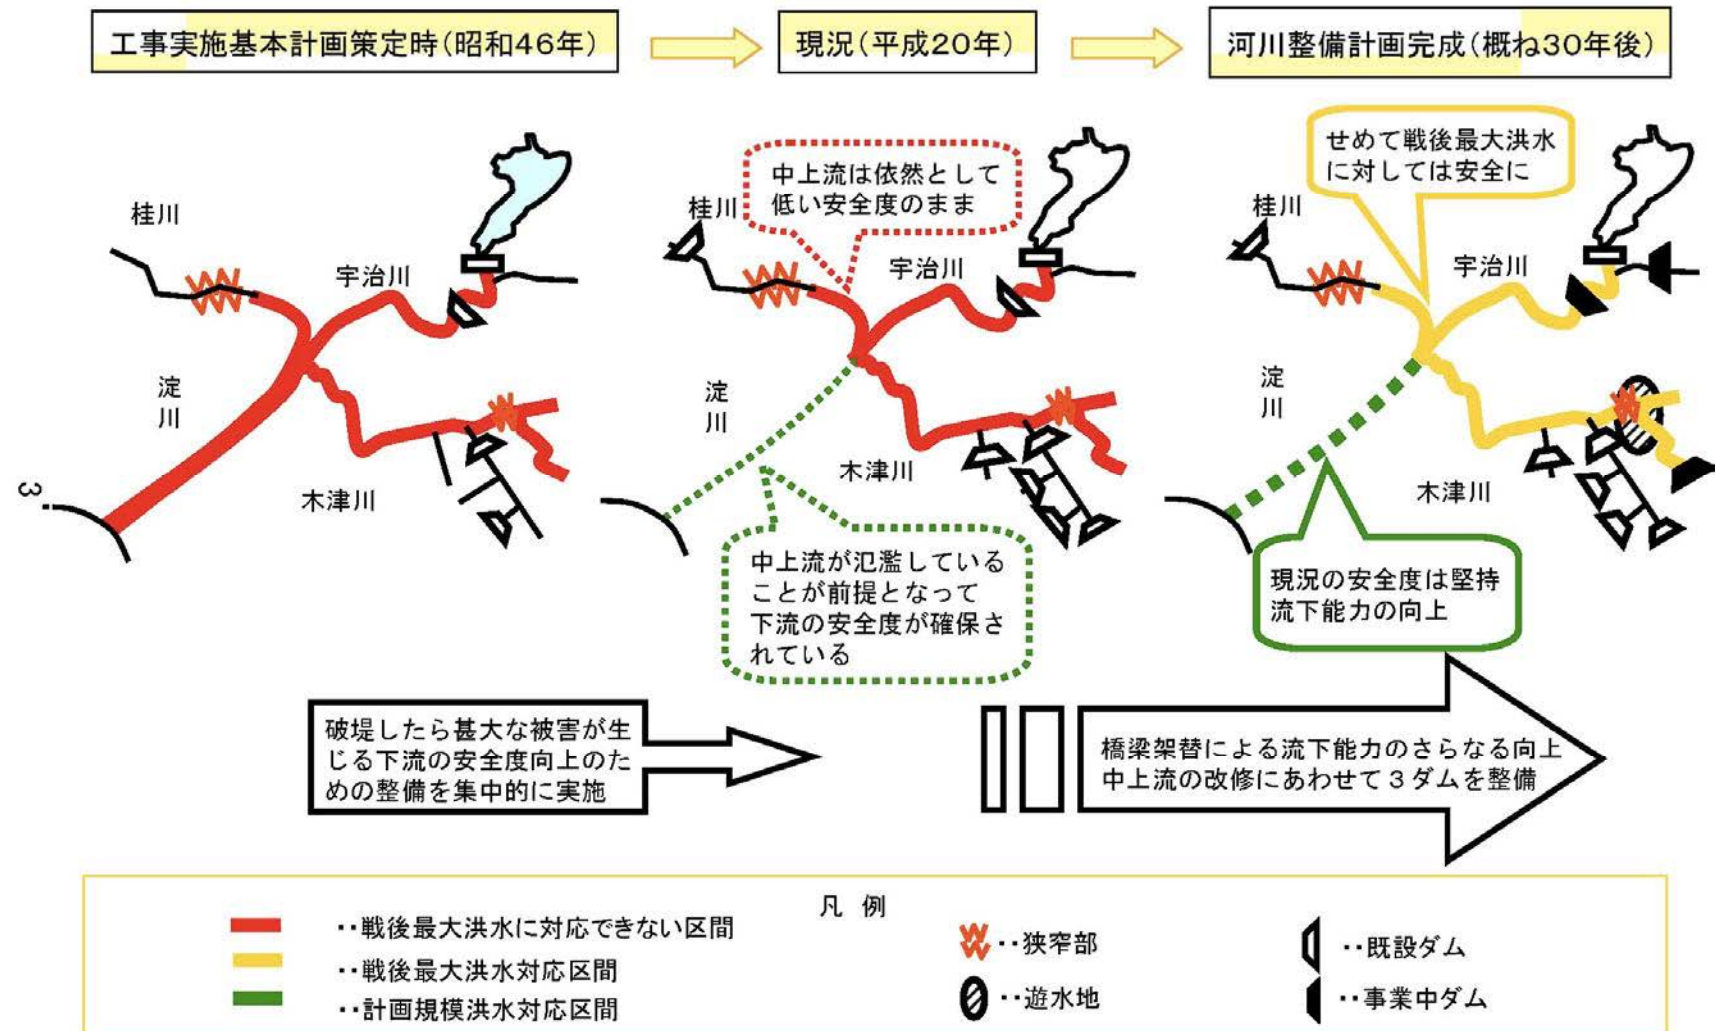 工事実施基本計画策定時(昭和46年)
現況(平成20年)
河川整備計画完成(概ね30年後)
桂川
宇治川
淀
川
木津川
3
中上流は依然として
低い安全度のまま
桂川
宇治川
淀
川
木津川
中上流が氾濫している
ことが前提となって
下流の安全度が確保さ
れている
せめて戦後最大洪水
に対しては安全に
桂川
宇治川
淀
川
木津川
現況の安全度は堅持
流下能力の向上
破堤したら甚大な被害が生
じる下流の安全度向上のた
めの整備を集中的に実施
橋梁架替による流下能力のさらなる向上
中上流の改修にあわせて3ダムを整備
凡 例
‥戦後最大洪水に対応できない区間
‥戦後最大洪水対応区間
‥計画規模洪水対応区間
‥狭窄部
‥遊水地
‥既設ダム
‥事業中ダム